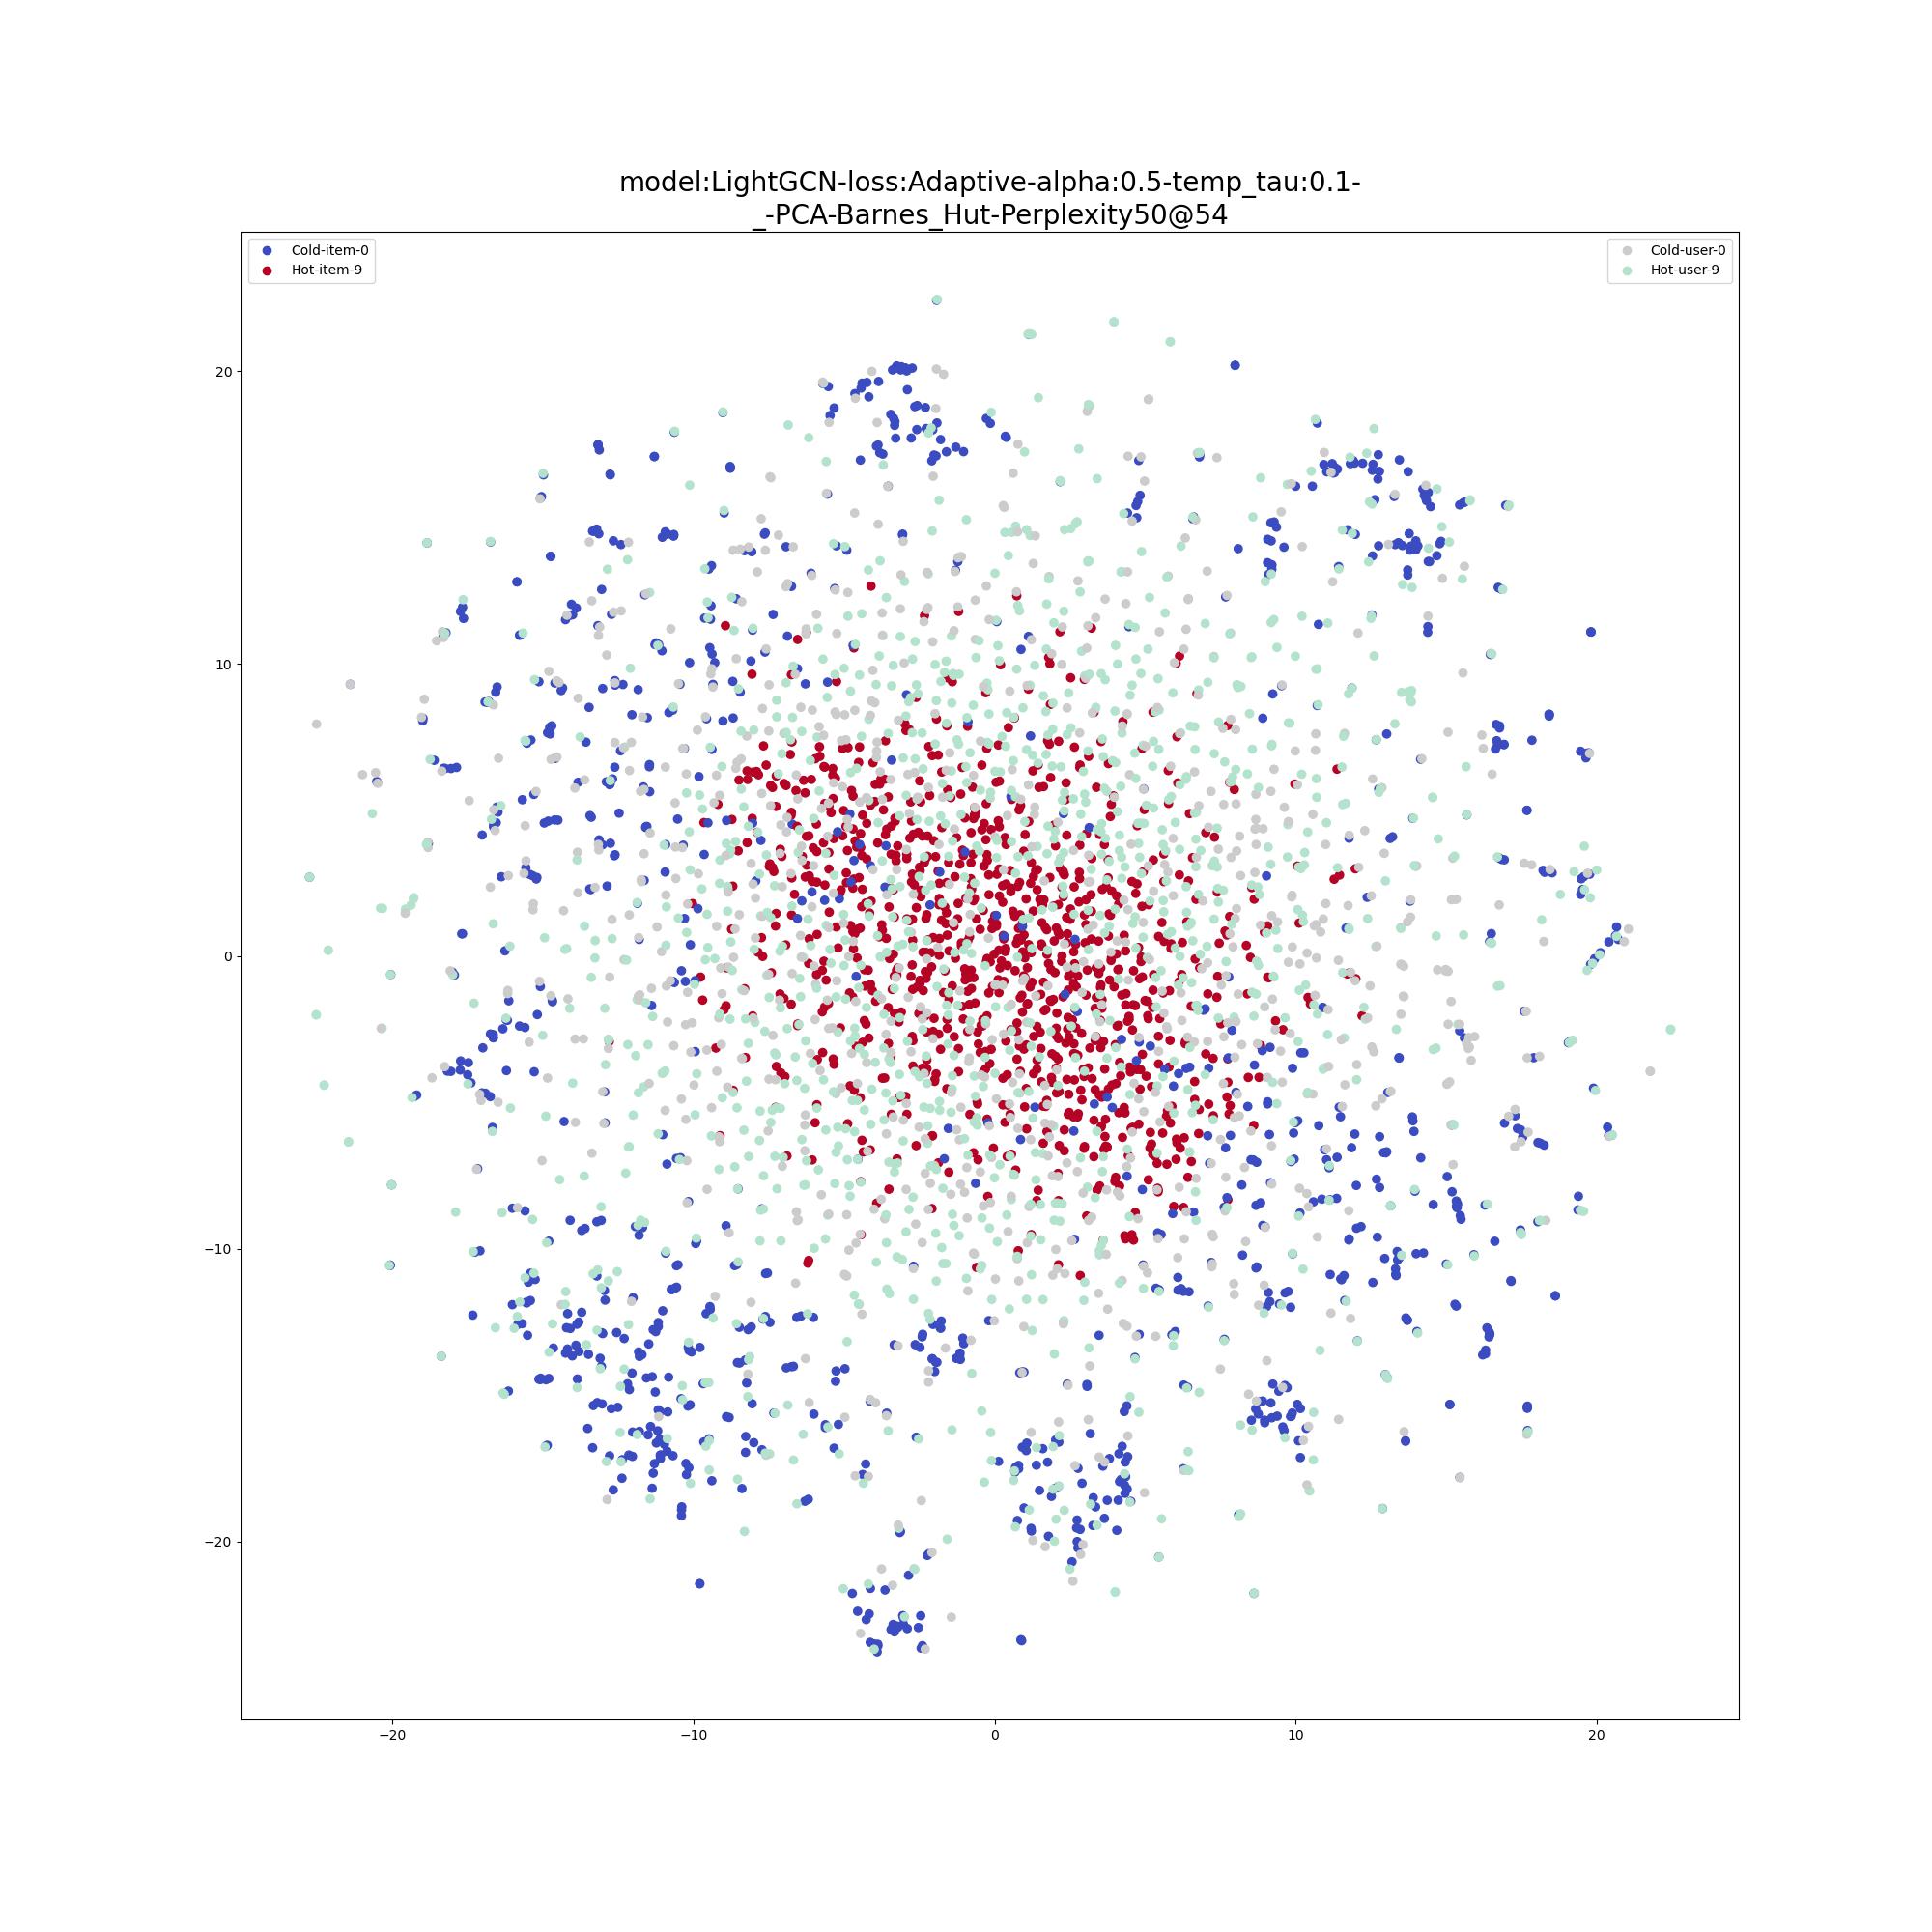 model:LightGCN-loss:Adaptive-alpha:0.5-temp_tau:0.1-
_-PCA-Barnes_Hut-Perplexity50@54
Cold-item-0
Hot-item-9
Cold-user-0
Hot-user-9
20
10
0
−10
−20
−20
−10
0
10
20